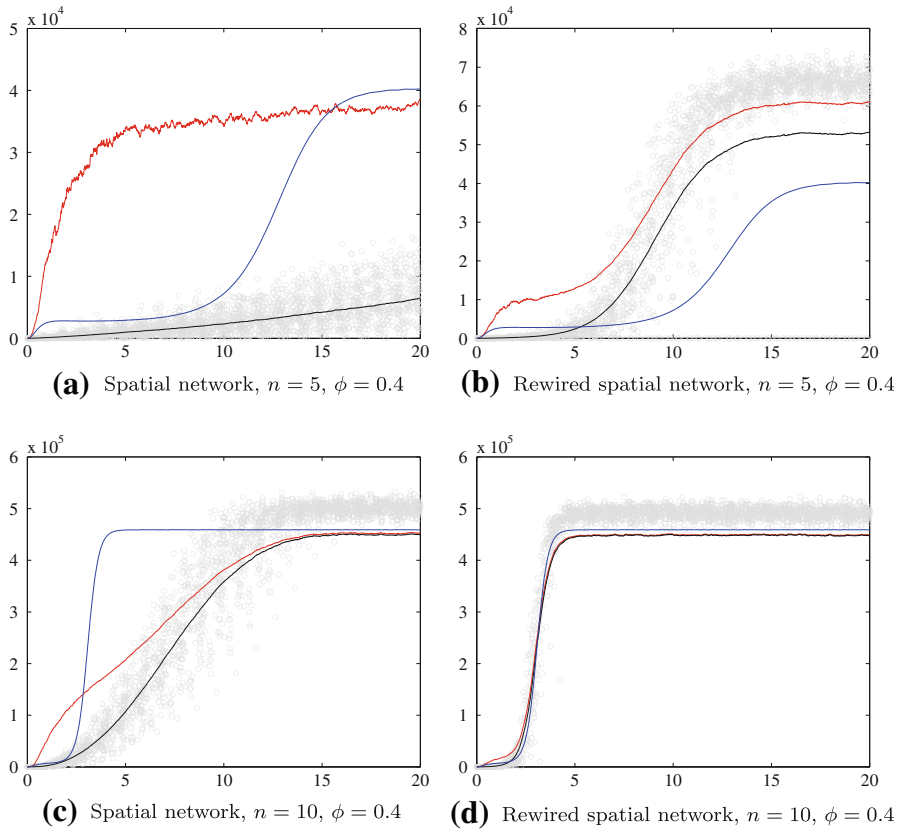 x 10^4
5
4
3
2
1
0
0 5 10 15 20
(a) Spatial network, n = 5, ϕ = 0.4
x 10^4
8
7
6
5
4
3
2
1
0
0 5 10 15 20
(b) Rewired spatial network, n = 5, ϕ = 0.4
x 10^5
6
5
4
3
2
1
0
0 5 10 15 20
(c) Spatial network, n = 10, ϕ = 0.4
x 10^5
6
5
4
3
2
1
0
0 5 10 15 20
(d) Rewired spatial network, n = 10, ϕ = 0.4